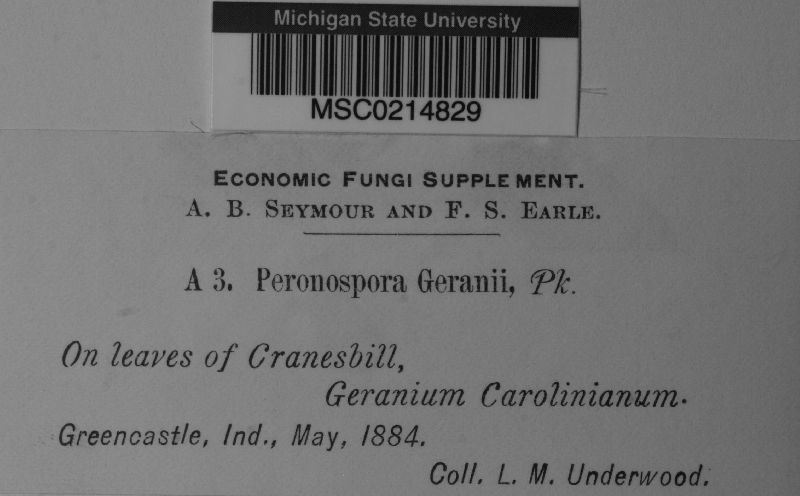 Michigan State University
MSC0214829
ECONOMIC FUNGI SUPPLEMENT.
A. B. SEYMOUR AND F. S. EARLE.
A 3. Peronospora Geranii, Pk.
On leaves of Cranesbill,
Geranium Carolinianum.
Greencastle, Ind., May, 1884.
Coll. L. M. Underwood.